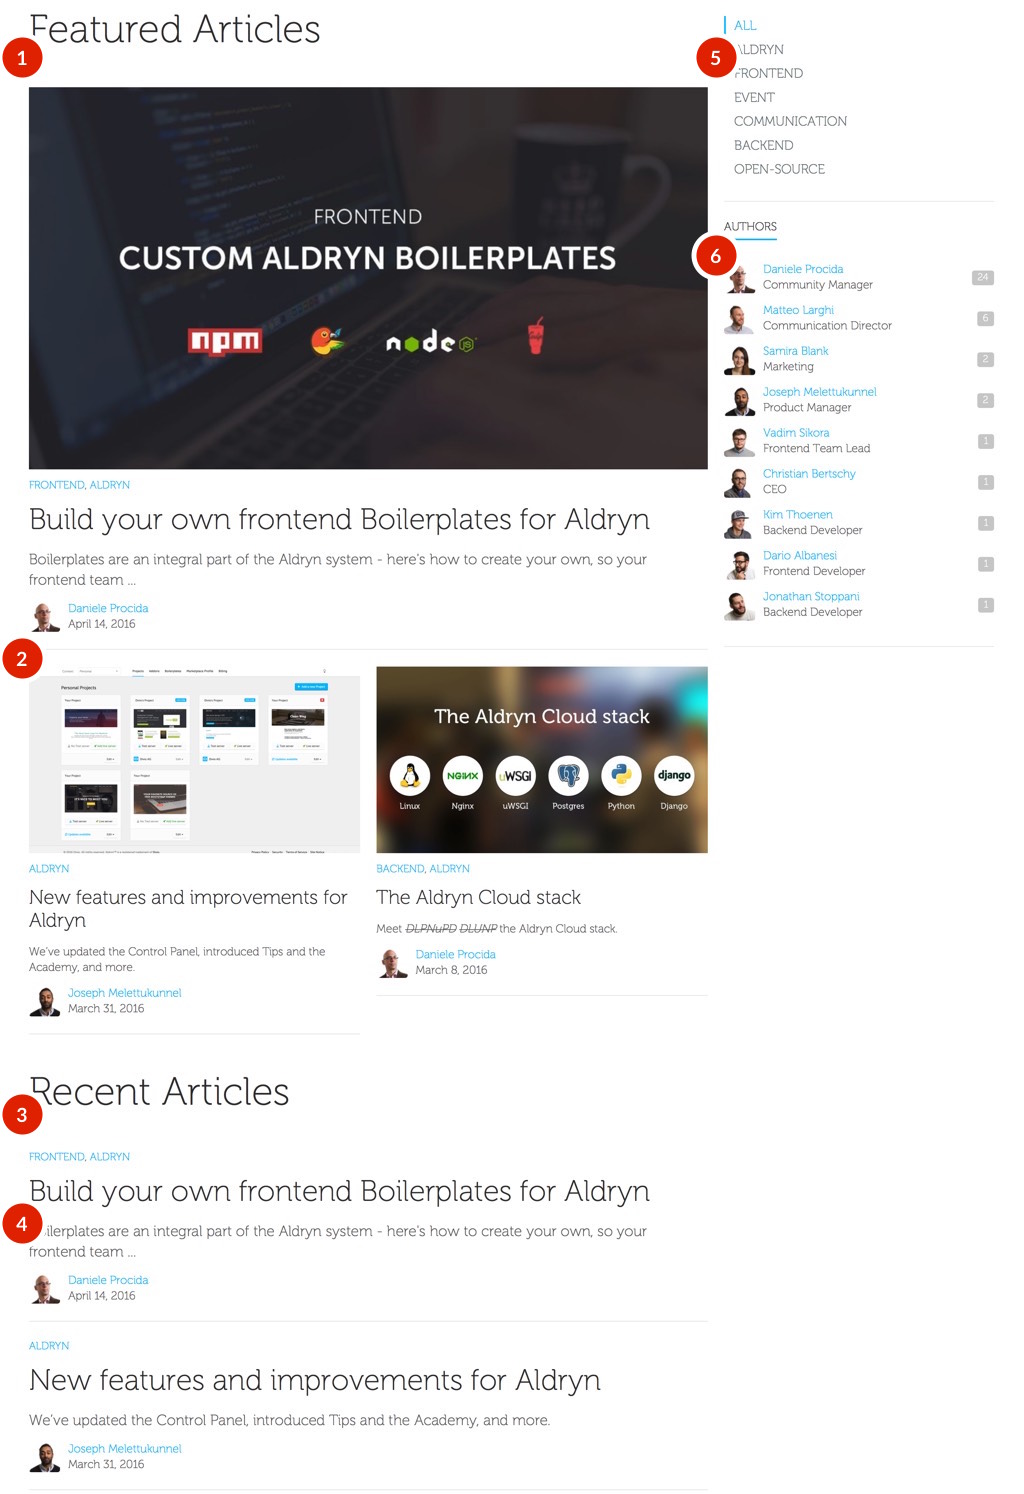 Featured Articles
1
FRONTEND
CUSTOM ALDRYN BOILERPLATES
npm
node
JS
FRONTEND, ALDRYN
Build your own frontend Boilerplates for Aldryn
Boilerplates are an integral part of the Aldryn system - here's how to create your own, so your
frontend team ...
Daniele Procida
April 14, 2016
2
Personal Projects
ALDRYN
New features and improvements for
Aldryn
We've updated the Control Panel, introduced Tips and the
Academy, and more.
Joseph Melettukunnel
March 31, 2016
The Aldryn Cloud stack
NGINX
uWSGI
django
Linux
Nginx
uWSGI
Postgres
Python
Django
BACKEND, ALDRYN
The Aldryn Cloud stack
Meet DLPNuPD DLUNP the Aldryn Cloud stack.
Daniele Procida
March 8, 2016
Recent Articles
3
FRONTEND, ALDRYN
Build your own frontend Boilerplates for Aldryn
4
ilerplates are an integral part of the Aldryn system - here's how to create your own, so your
frontend team ...
Daniele Procida
April 14, 2016
ALDRYN
New features and improvements for Aldryn
We've updated the Control Panel, introduced Tips and the Academy, and more.
Joseph Melettukunnel
March 31, 2016
ALL
5
ALDRYN
FRONTEND
EVENT
COMMUNICATION
BACKEND
OPEN-SOURCE
AUTHORS
6
Daniele Procida
Community Manager
24
Matteo Larghi
Communication Director
6
Samira Blank
Marketing
2
Joseph Melettukunnel
Product Manager
2
Vadim Sikora
Frontend Team Lead
1
Christian Bertschy
CEO
1
Kim Thoenen
Backend Developer
1
Dario Albanesi
Frontend Developer
1
Jonathan Stoppani
Backend Developer
1